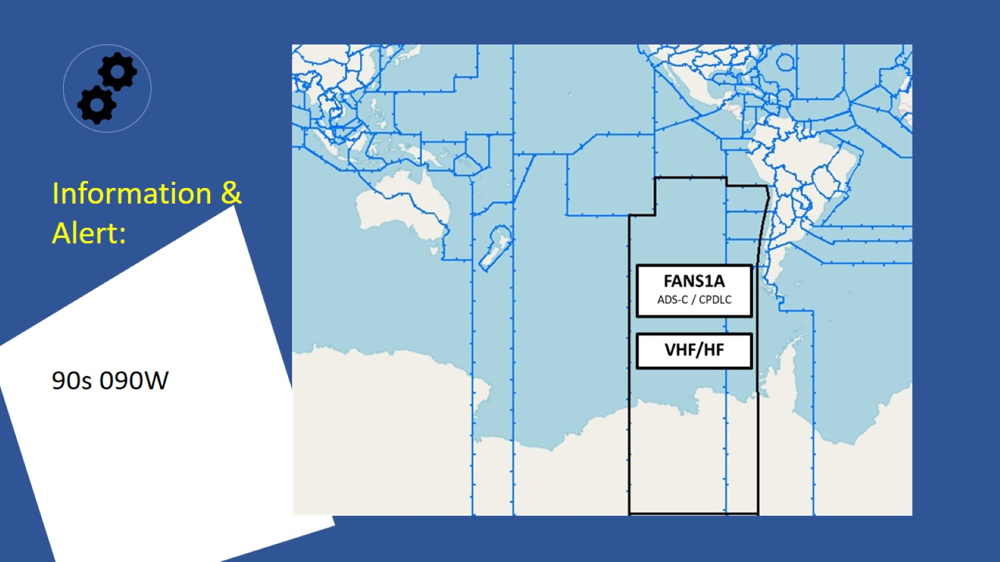 Information &
Alert:
90s 090W
FANS1A
ADS-C / CPDLC
VHF/HF